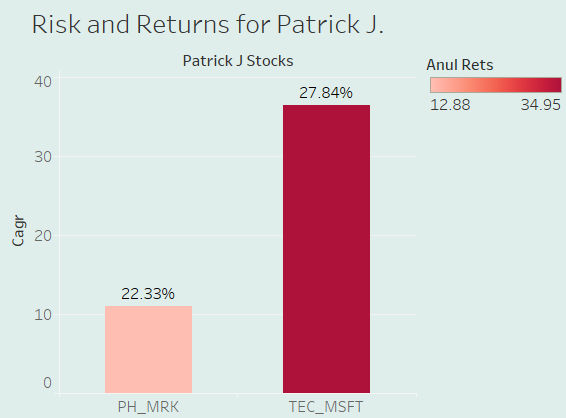 Risk and Returns for Patrick J.
Patrick J Stocks
Anul Rets
12.88 34.95
40
30
20
10
0
Cagr
27.84%
22.33%
PH_MRK TEC_MSFT